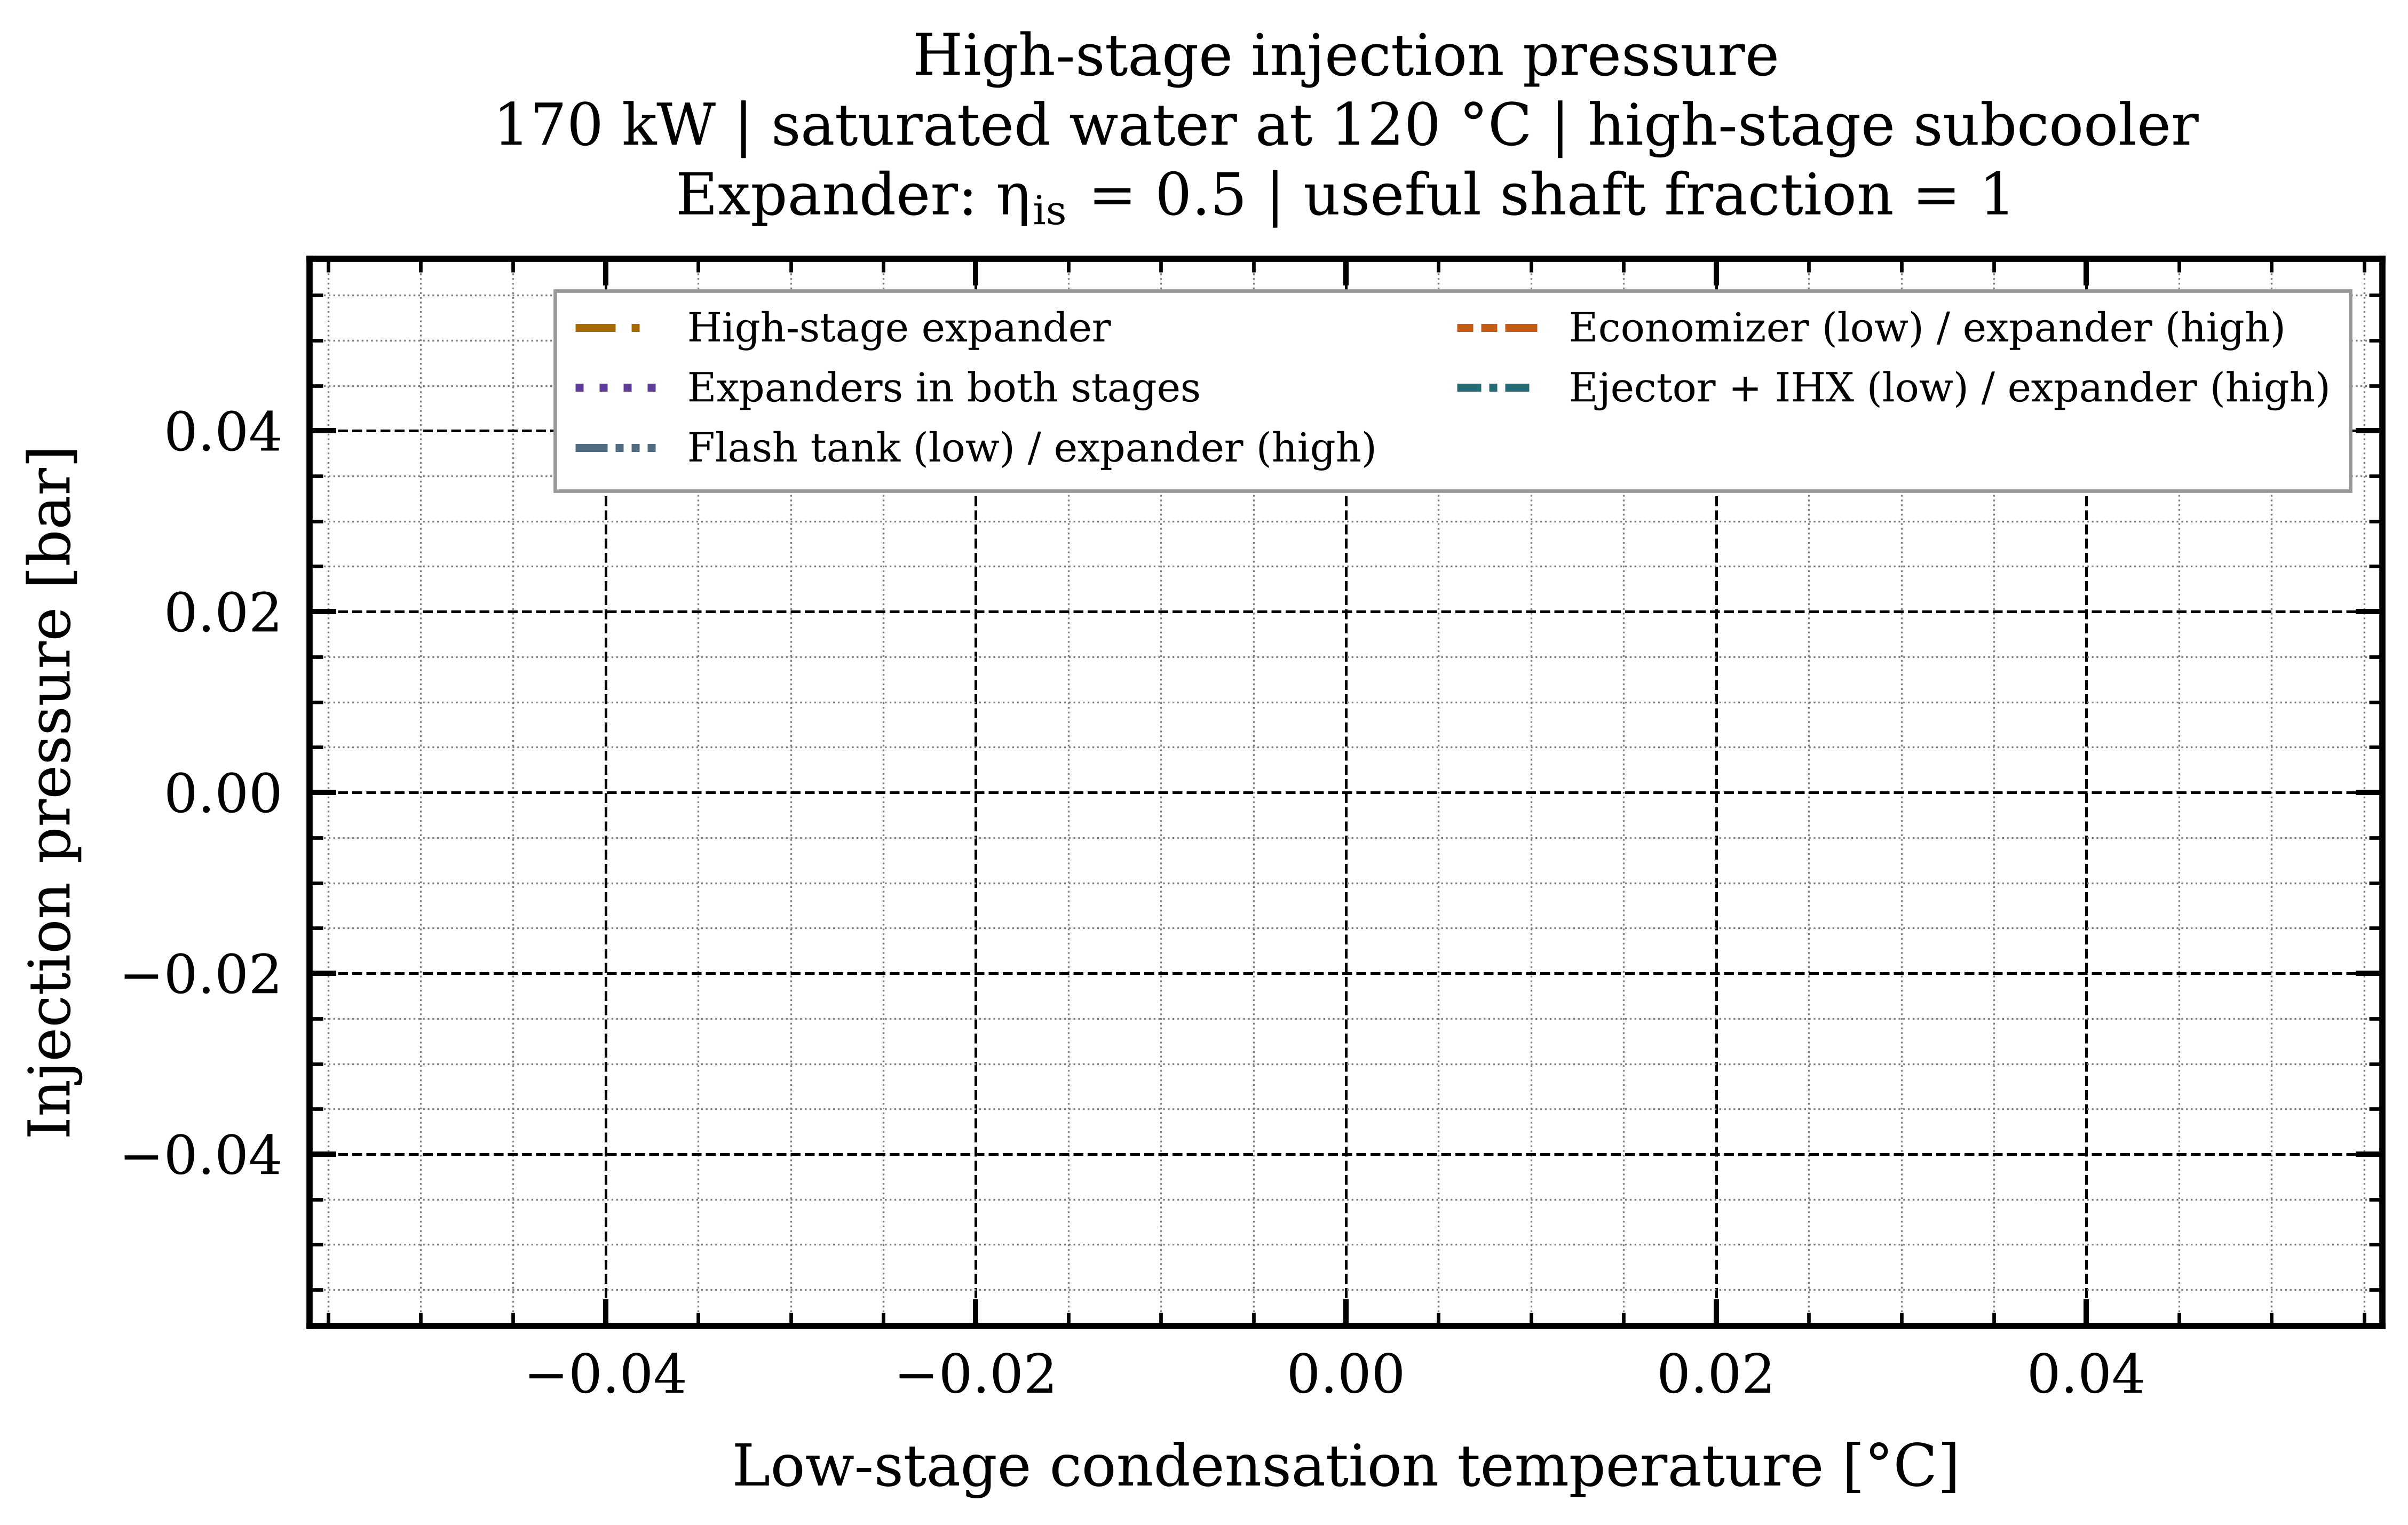 High-stage injection pressure
170 kW | saturated water at 120 °C | high-stage subcooler
Expander: ηis = 0.5 | useful shaft fraction = 1
High-stage expander
Expanders in both stages
Flash tank (low) / expander (high)
Economizer (low) / expander (high)
Ejector + IHX (low) / expander (high)
Injection pressure [bar]
0.04
0.02
0.00
−0.02
−0.04
−0.04 −0.02 0.00 0.02 0.04
Low-stage condensation temperature [°C]